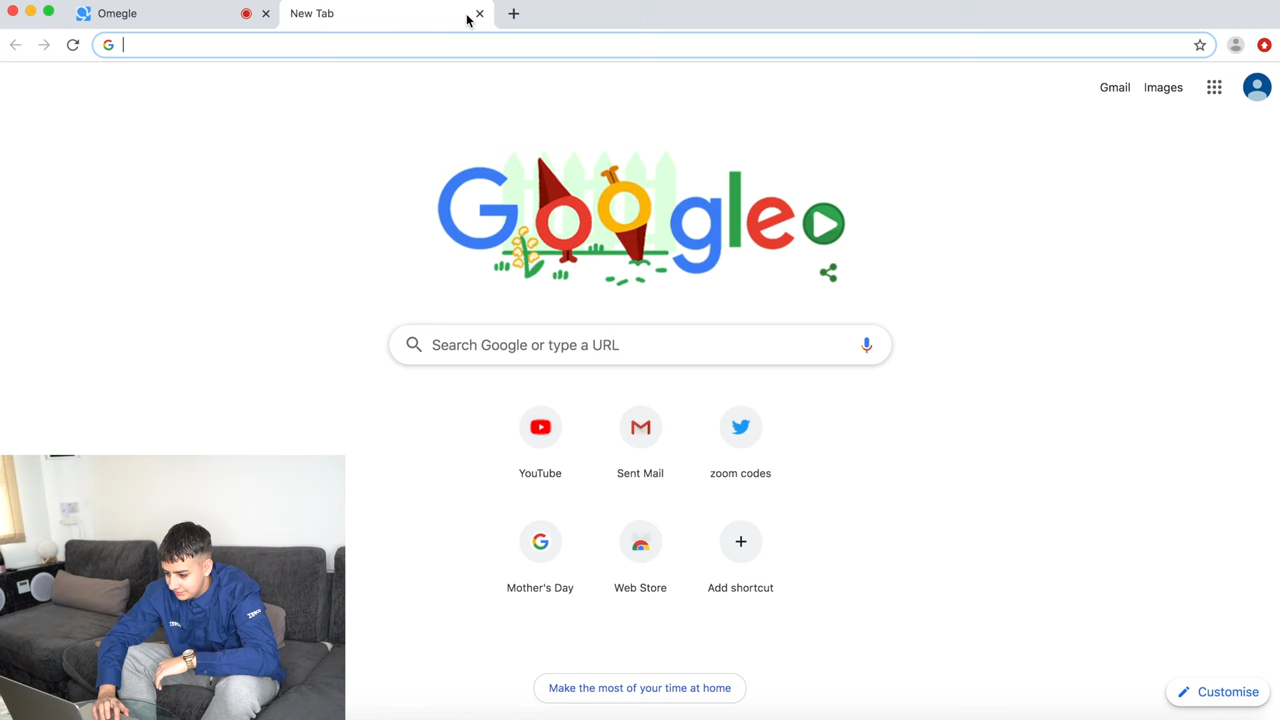 Omegle
New Tab
Gmail Images
Google
Search Google or type a URL
YouTube
Sent Mail
zoom codes
Mother's Day
Web Store
Add shortcut
Make the most of your time at home
Customise